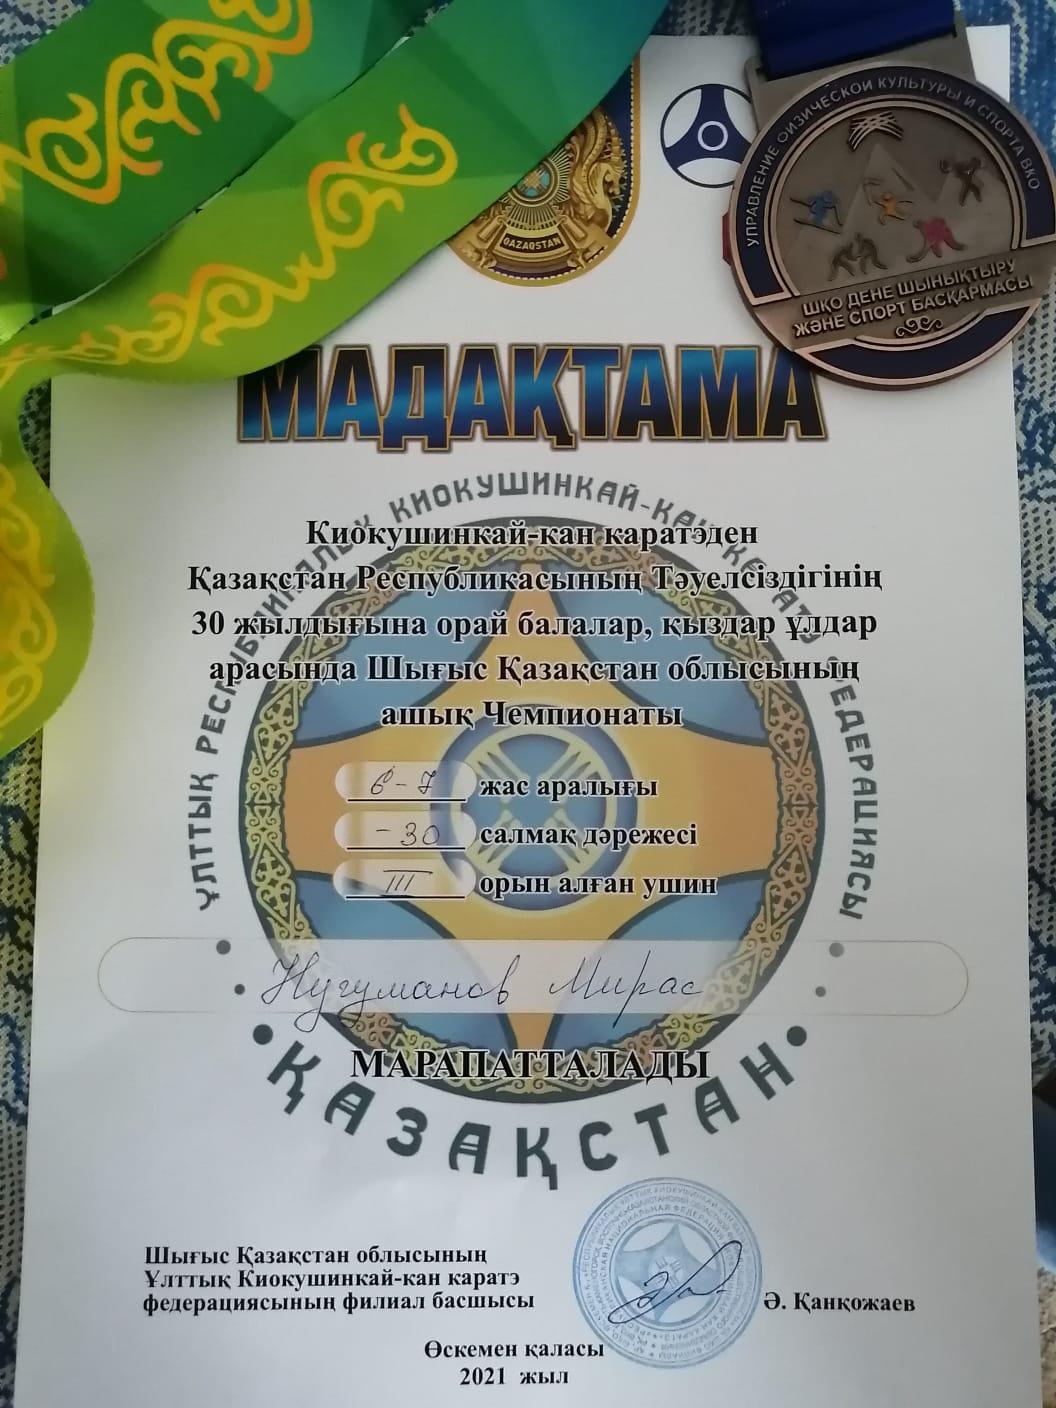 QAZAQSTAN
УПРАВЛЕНИЕ ФИЗИЧЕСКОЙ КУЛЬТУРЫ И СПОРТА ВКО
ШҚО ДЕНЕ ШЫНЫҚТЫРУ
ЖӘНЕ СПОРТ БАСҚАРМАСЫ
МАДАҚТАМА
ҰЛТТЫҚ КИОКУШИНКАЙ-КАН КАРАТЭ ФЕДЕРАЦИЯСЫ
Киокушинкай-кан каратэден
Қазақстан Республикасының Тәуелсіздігінің
30 жылдығына орай балалар, қыздар ұлдар
арасында Шығыс Қазақстан облысының
ашық Чемпионаты
6-7 жас аралығы
-30 салмақ дәрежесі
III орын алған ушин
Нугуманов Мирас
МАРАПАТТАЛАДЫ
ҚАЗАҚСТАН
Шығыс Қазақстан облысының
Ұлттық Киокушинкай-кан каратэ
федерациясының филиал басшысы
Ә. Қанқожаев
Өскемен қаласы
2021 жыл